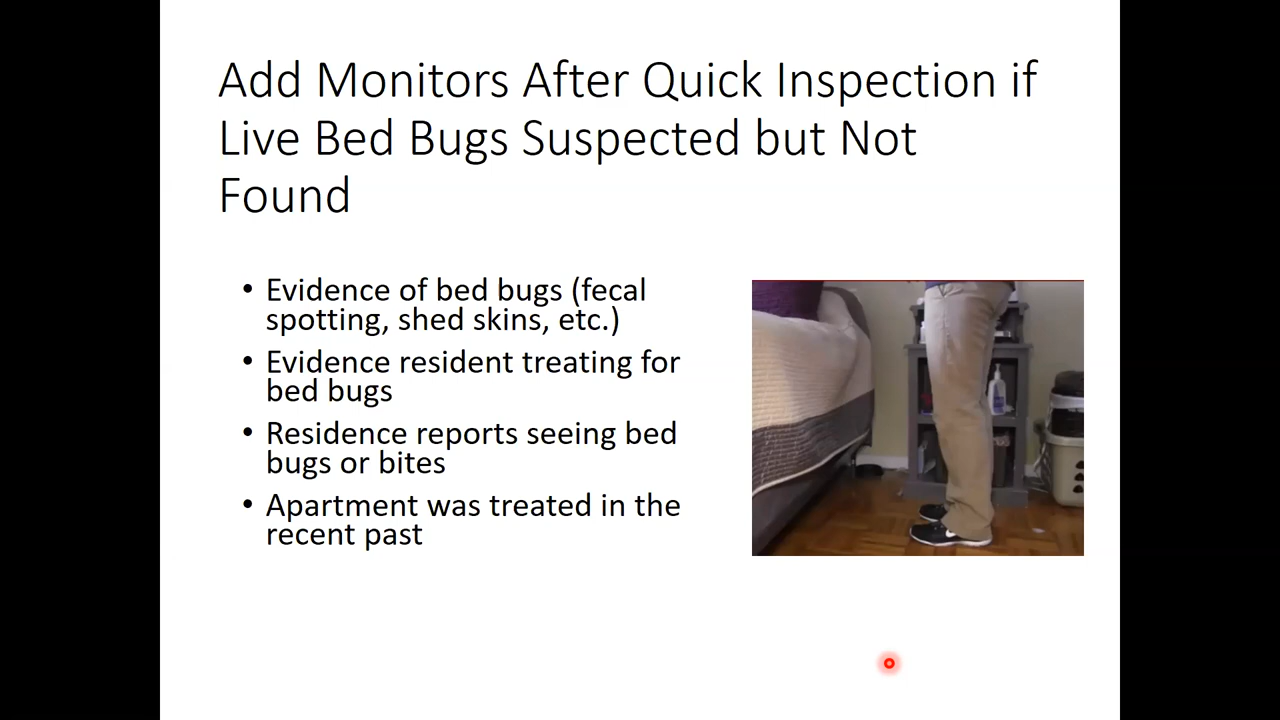 Add Monitors After Quick Inspection if
Live Bed Bugs Suspected but Not
Found
• Evidence of bed bugs (fecal
spotting, shed skins, etc.)
• Evidence resident treating for
bed bugs
• Residence reports seeing bed
bugs or bites
• Apartment was treated in the
recent past